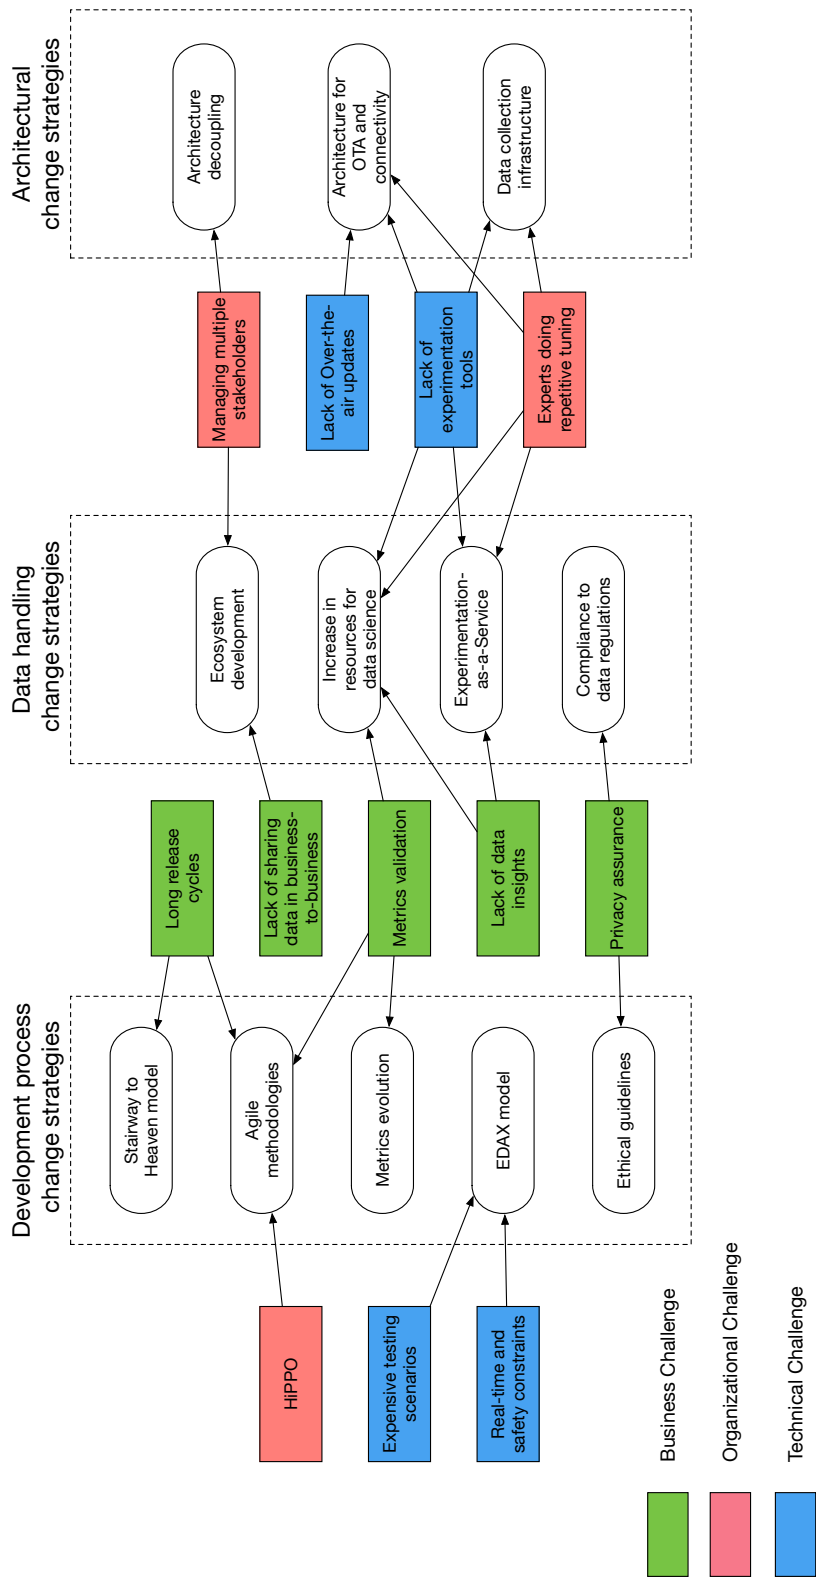 Development process
change strategies
Data handling
change strategies
Architectural
change strategies
Stairway to
Heaven model
Long release
cycles
Managing multiple
stakeholders
Architecture
decoupling
HiPPO
Agile
methodologies
Lack of sharing
data in business-
to-business
Ecosystem
development
Lack of Over-the-
air updates
Architecture for
OTA and
connectivity
Expensive testing
scenarios
Metrics evolution
Metrics validation
Increase in
resources for
data science
Lack of
experimentation
tools
Data collection
infrastructure
Real-time and
safety constraints
EDAX model
Lack of data
insights
Experimentation-
as-a-Service
Experts doing
repetitive tuning
Ethical guidelines
Privacy assurance
Compliance to
data regulations
Business Challenge
Organizational Challenge
Technical Challenge